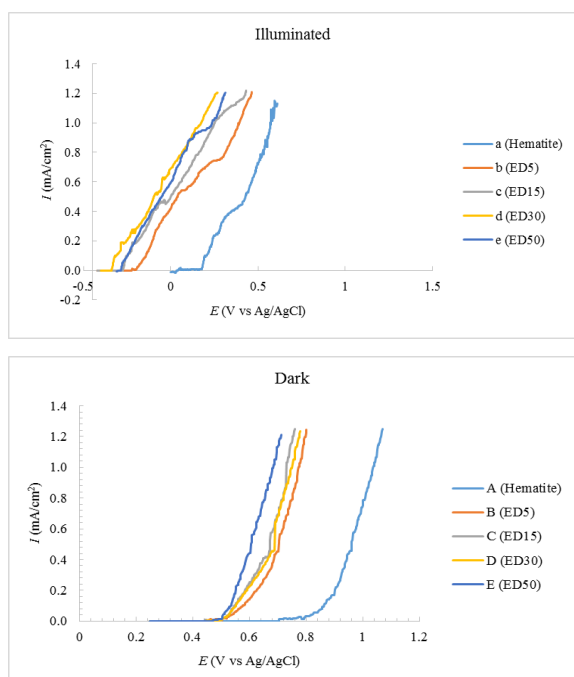 Illuminated
1.4
1.2
1.0
0.8
0.6
0.4
0.2
0.0
-0.2
-0.5 0 0.5 1 1.5
I (mA/cm²)
E (V vs Ag/AgCl)
a (Hematite)
b (ED5)
c (ED15)
d (ED30)
e (ED50)
Dark
1.4
1.2
1.0
0.8
0.6
0.4
0.2
0.0
0 0.2 0.4 0.6 0.8 1 1.2
I (mA/cm²)
E (V vs Ag/AgCl)
A (Hematite)
B (ED5)
C (ED15)
D (ED30)
E (ED50)